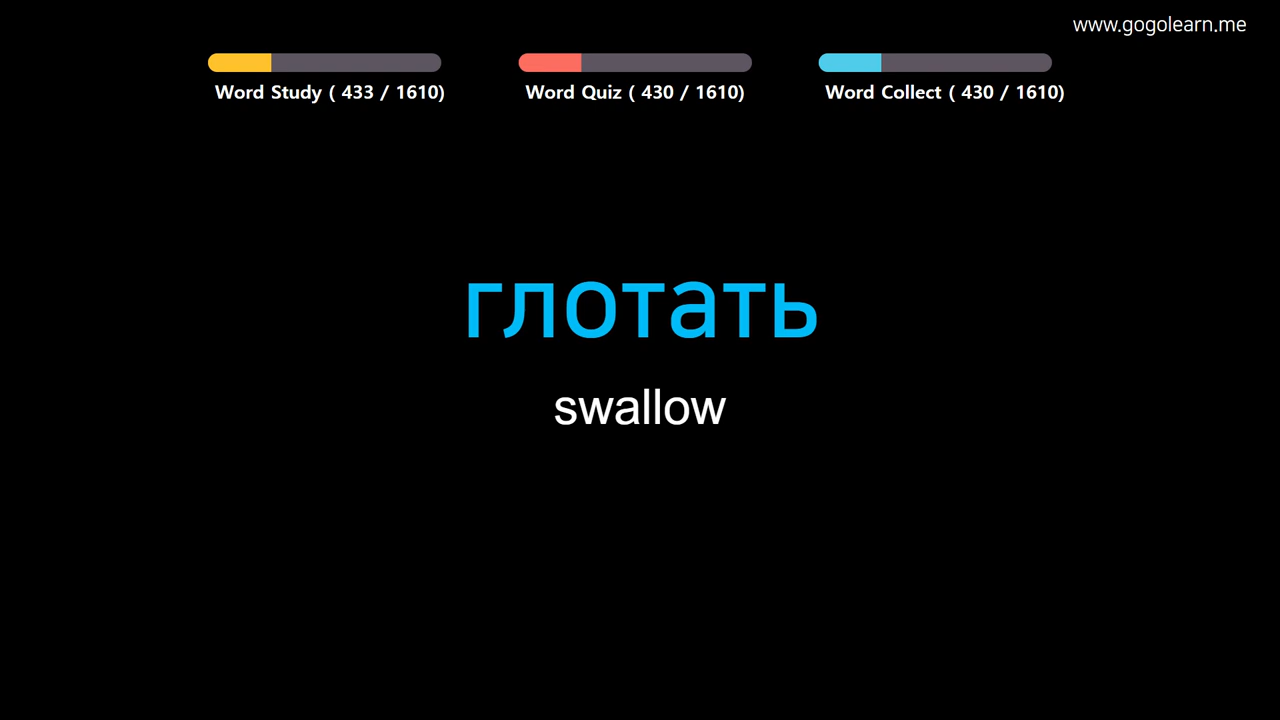 www.gogolearn.me
Word Study ( 433 / 1610)
Word Quiz ( 430 / 1610)
Word Collect ( 430 / 1610)
глотать
swallow